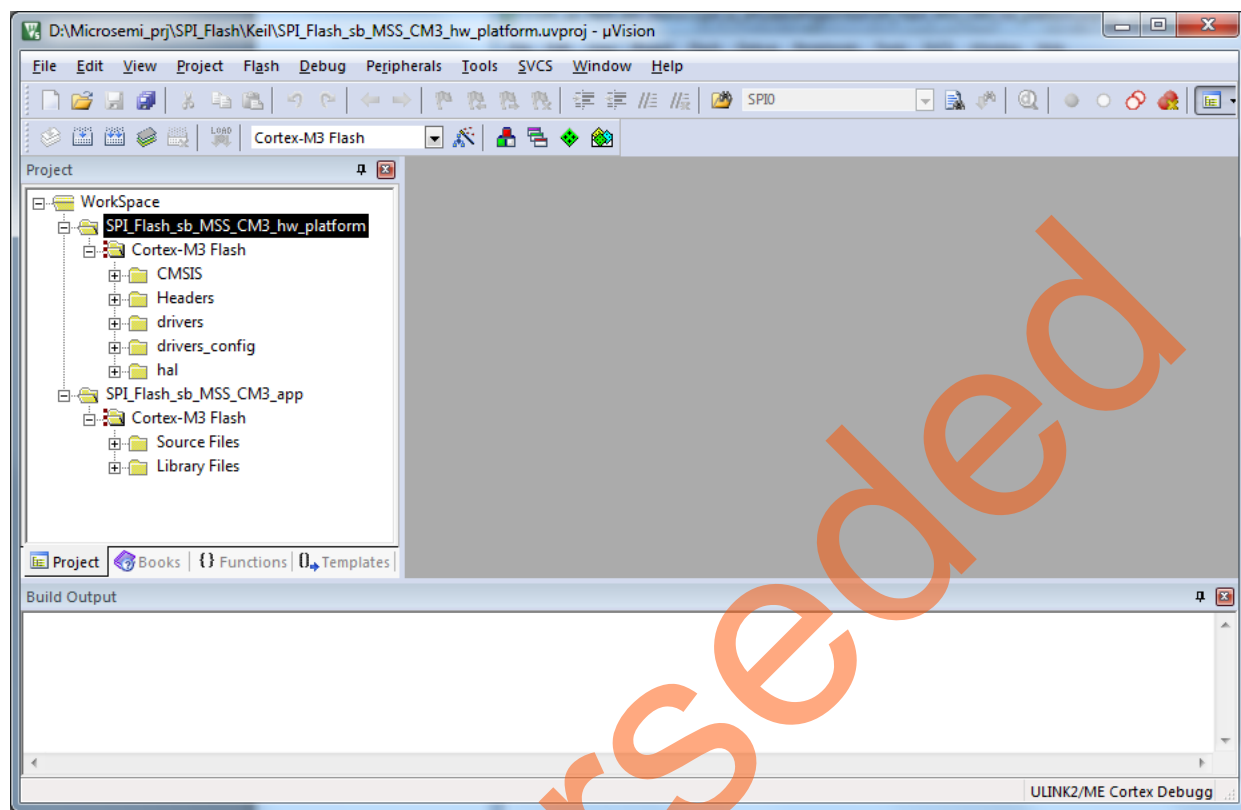 D:\Microsemi_prj\SPI_Flash\Keil\SPI_Flash_sb_MSS_CM3_hw_platform.uvproj - µVision
File Edit View Project Flash Debug Peripherals Tools SVCS Window Help
SPI0
LOAD Cortex-M3 Flash
Project
WorkSpace
SPI_Flash_sb_MSS_CM3_hw_platform
Cortex-M3 Flash
CMSIS
Headers
drivers
drivers_config
hal
SPI_Flash_sb_MSS_CM3_app
Cortex-M3 Flash
Source Files
Library Files
Project Books {} Functions 0 Templates
Build Output
ULINK2/ME Cortex Debugg
rseded